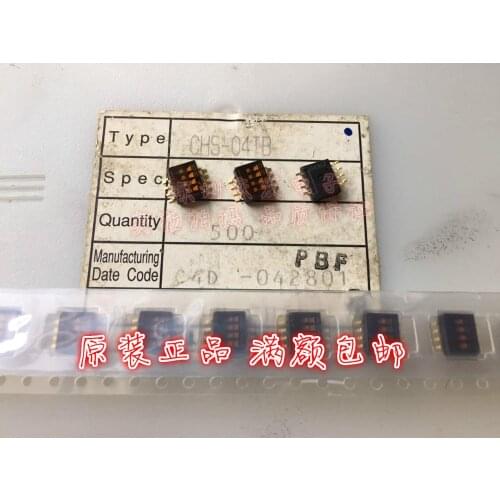 Type CHS-04TB
Spec
Quantity 500
PBF
Manufacturing
Date Code C4D -042801
原装正品 满额包邮